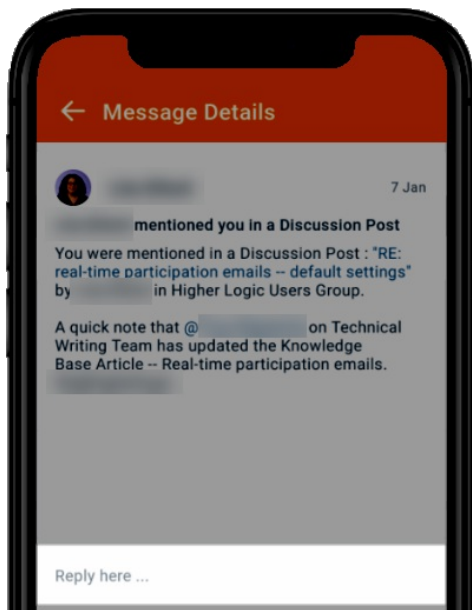 Message Details
7 Jan
mentioned you in a Discussion Post
You were mentioned in a Discussion Post : "RE:
real-time participation emails -- default settings"
by in Higher Logic Users Group.
A quick note that @ on Technical
Writing Team has updated the Knowledge
Base Article -- Real-time participation emails.
Reply here ...